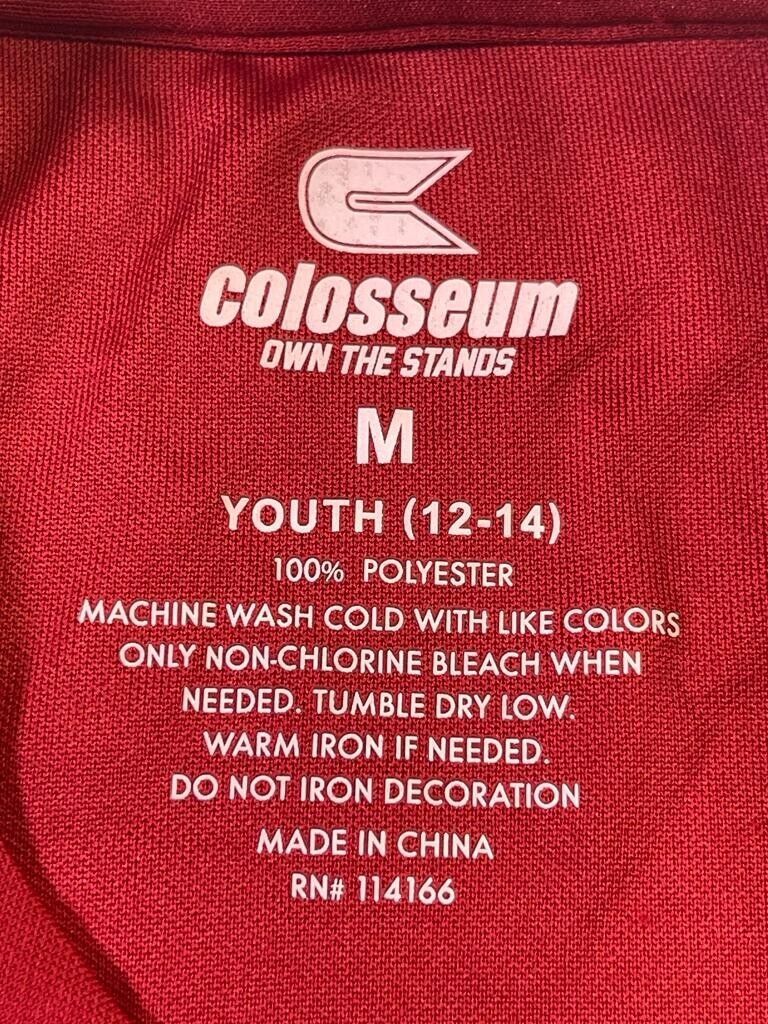 colosseum
OWN THE STANDS
M
YOUTH (12-14)
100% POLYESTER
MACHINE WASH COLD WITH LIKE COLORS
ONLY NON-CHLORINE BLEACH WHEN
NEEDED. TUMBLE DRY LOW.
WARM IRON IF NEEDED.
DO NOT IRON DECORATION
MADE IN CHINA
RN# 114166